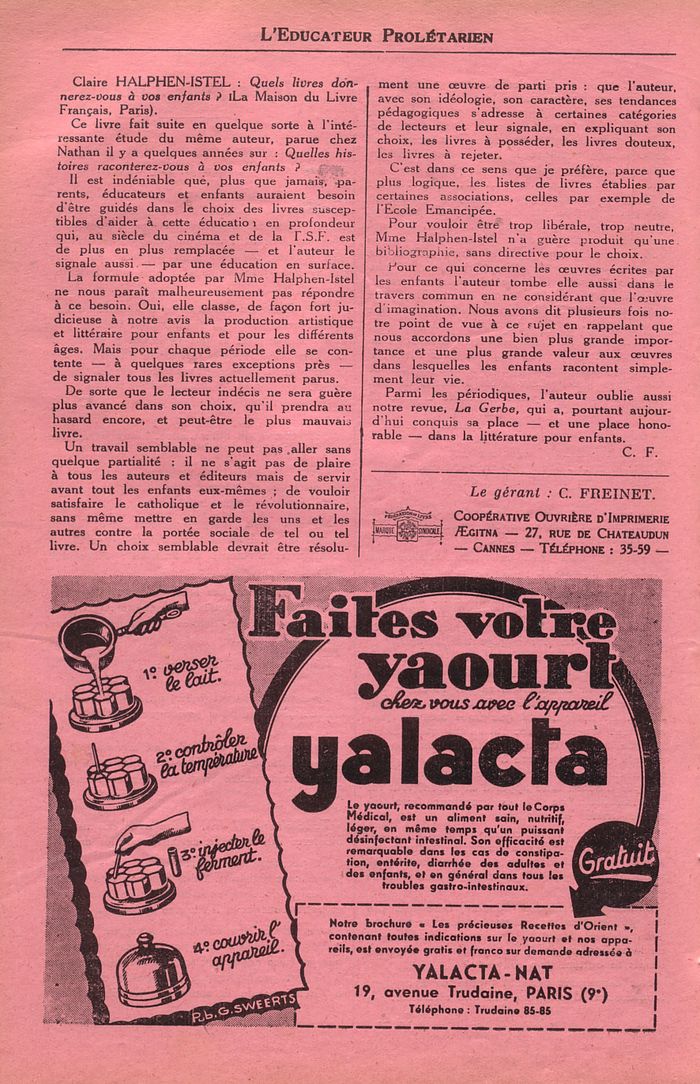 L'Educateur Prolétarien
Claire HALPHEN-ISTEL : Quels livres don-
nerez-vous à vos enfants ? (La Maison du Livre
Français, Paris).
Ce livre fait suite en quelque sorte à l'inté-
ressante étude du même auteur, parue chez
Nathan il y a quelques années sur : Quelles his-
toires raconterez-vous à vos enfants ?
Il est indéniable que, plus que jamais, pa-
rents, éducateurs et enfants auraient besoin
d'être guidés dans le choix des livres suscep-
tibles d'aider à cette éducation en profondeur
qui, au siècle du cinéma et de la T.S.F. est
de plus en plus remplacée — et l'auteur le
signale aussi — par une éducation en surface.
La formule adoptée par Mme Halphen-Istel
ne nous paraît malheureusement pas répondre
à ce besoin. Oui, elle classe, de façon fort ju-
dicieuse à notre avis la production artistique
et littéraire pour enfants et pour les différents
âges. Mais pour chaque période elle se con-
tente — à quelques rares exceptions près —
de signaler tous les livres actuellement parus.
De sorte que le lecteur indécis ne sera guère
plus avancé dans son choix, qu'il prendra au
hasard encore, et peut-être le plus mauvais
livre.
Un travail semblable ne peut pas aller sans
quelque partialité : il ne s'agit pas de plaire
à tous les auteurs et éditeurs mais de servir
avant tout les enfants eux-mêmes ; de vouloir
satisfaire le catholique et le révolutionnaire,
sans même mettre en garde les uns et les
autres contre la portée sociale de tel ou tel
livre. Un choix semblable devrait être résolu-
ment une œuvre de parti pris : que l'auteur,
avec son idéologie, son caractère, ses tendances
pédagogiques s'adresse à certaines catégories
de lecteurs et leur signale, en expliquant son
choix, les livres à posséder, les livres douteux,
les livres à rejeter.
C'est dans ce sens que je préfère, parce que
plus logique, les listes de livres établies par
certaines associations, celles par exemple de
l'Ecole Emancipée.
Pour vouloir être trop libérale, trop neutre,
Mme Halphen-Istel n'a guère produit qu'une
bibliographie, sans directive pour le choix.
Pour ce qui concerne les œuvres écrites par
les enfants l'auteur tombe elle aussi dans le
travers commun en ne considérant que l'œuvre
d'imagination. Nous avons dit plusieurs fois no-
tre point de vue à ce sujet en rappelant que
nous accordons une bien plus grande impor-
tance et une plus grande valeur aux œuvres
dans lesquelles les enfants racontent simple-
ment leur vie.
Parmi les périodiques, l'auteur oublie aussi
notre revue, La Gerbe, qui a, pourtant aujour-
d'hui conquis sa place — et une place hono-
rable — dans la littérature pour enfants.
C. F.
Le gérant : C. FREINET.
MARQUE SYNDICALE
Coopérative Ouvrière d'Imprimerie
Ægitna — 27, rue de Chateaudun
— Cannes — Téléphone : 35-59 —
Faites votre
yaourt
chez vous avec l'appareil
yalacta
1º. verser
le lait.
2º. contrôler
la température
3º. injecter le
ferment.
4º. couvrir l'
appareil.
Pub. G. SWEERTS
Le yaourt, recommandé par tout le Corps
Médical, est un aliment sain, nutritif,
léger, en même temps qu'un puissant
désinfectant intestinal. Son efficacité est
remarquable dans les cas de constipa-
tion, entérite, diarrhée des adultes et
des enfants, et en général dans tous les
troubles gastro-intestinaux.
Gratuit
Notre brochure « Les précieuses Recettes d'Orient »,
contenant toutes indications sur le yaourt et nos appa-
reils, est envoyée gratis et franco sur demande adressée à
YALACTA-NAT
19, avenue Trudaine, PARIS (9e)
Téléphone : Trudaine 85-85